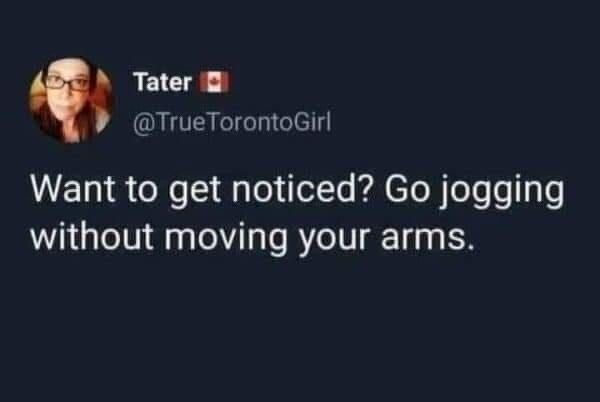 Tater 🇨🇦
@TrueTorontoGirl
Want to get noticed? Go jogging
without moving your arms.